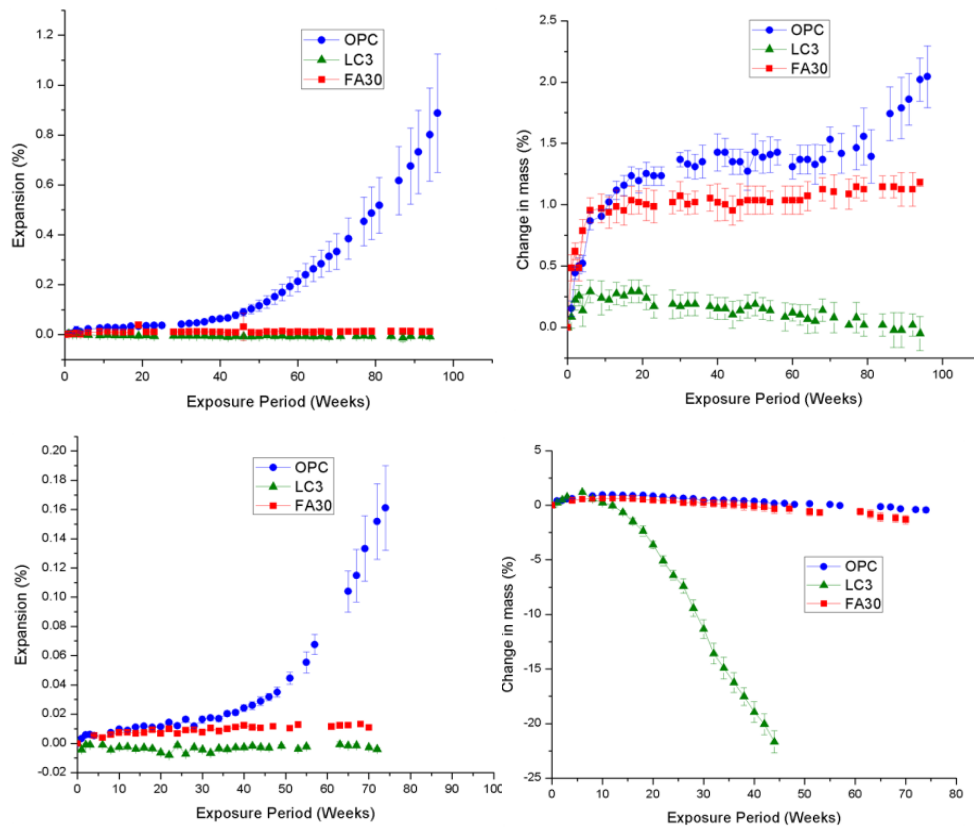 1.2
1.0
0.8
0.6
0.4
0.2
0.0
Expansion (%)
OPC
LC3
FA30
0 20 40 60 80 100
Exposure Period (Weeks)
2.5
2.0
1.5
1.0
0.5
0.0
Change in mass (%)
OPC
LC3
FA30
0 20 40 60 80 100
Exposure Period (Weeks)
0.20
0.18
0.16
0.14
0.12
0.10
0.08
0.06
0.04
0.02
0.00
-0.02
Expansion (%)
OPC
LC3
FA30
0 10 20 30 40 50 60 70 80 90 100
Exposure Period (Weeks)
5
0
-5
-10
-15
-20
-25
Change in mass (%)
OPC
LC3
FA30
0 10 20 30 40 50 60 70 80
Exposure Period (Weeks)